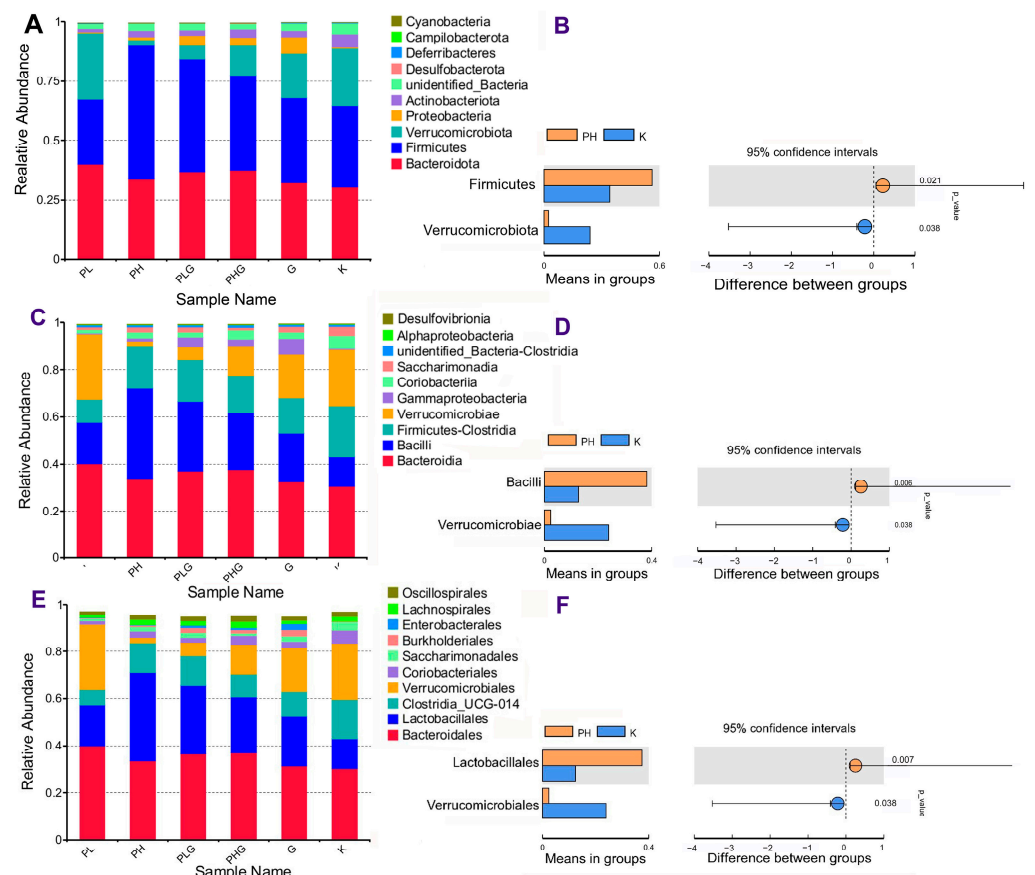 A
Realative Abundance
1
0.75
0.5
0.25
0
PL
PH
PLG
PHG
G
K
Sample Name
Cyanobacteria
Campilobacterota
Deferribacteres
Desulfobacterota
unidentified_Bacteria
Actinobacteriota
Proteobacteria
Verrucomicrobiota
Firmicutes
Bacteroidota
B
PH
K
Firmicutes
Verrucomicrobiota
0
0.6
Means in groups
95% confidence intervals
0.021
0.038
p_value
−4
−3
−2
−1
0
1
Difference between groups
C
Relative Abundance
1
0.8
0.6
0.4
0.2
0
PH
PLG
PHG
G
Sample Name
Desulfovibrionia
Alphaproteobacteria
unidentified_Bacteria-Clostridia
Saccharimonadia
Coriobacteriia
Gammaproteobacteria
Verrucomicrobiae
Firmicutes-Clostridia
Bacilli
Bacteroidia
D
PH
K
Bacilli
Verrucomicrobiae
0
0.4
Means in groups
95% confidence intervals
0.006
0.038
p_value
−4
−3
−2
−1
0
1
Difference between groups
E
Relative Abundance
1
0.8
0.6
0.4
0.2
0
PL
PH
PLG
PHG
G
K
Sample Name
Oscillospirales
Lachnospirales
Enterobacterales
Burkholderiales
Saccharimonadales
Coriobacteriales
Verrucomicrobiales
Clostridia_UCG-014
Lactobacillales
Bacteroidales
F
PH
K
Lactobacillales
Verrucomicrobiales
0
0.4
Means in groups
95% confidence intervals
0.007
0.038
p_value
−4
−3
−2
−1
0
1
Difference between groups